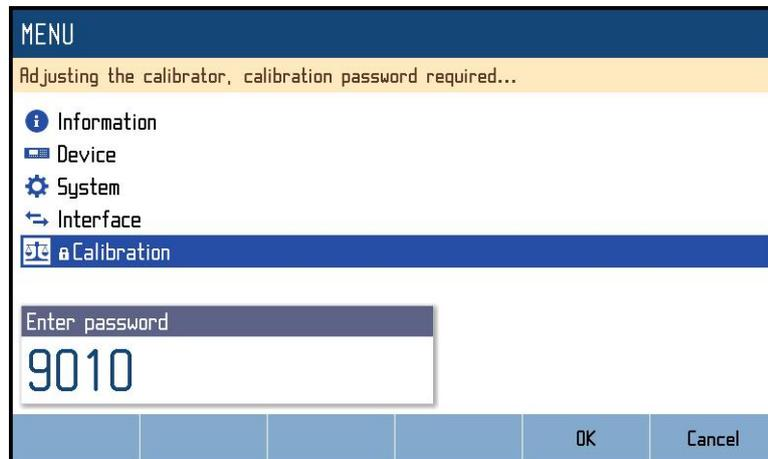 MENU
Adjusting the calibrator, calibration password required...
Information
Device
System
Interface
Calibration
Enter password
9010
OK Cancel